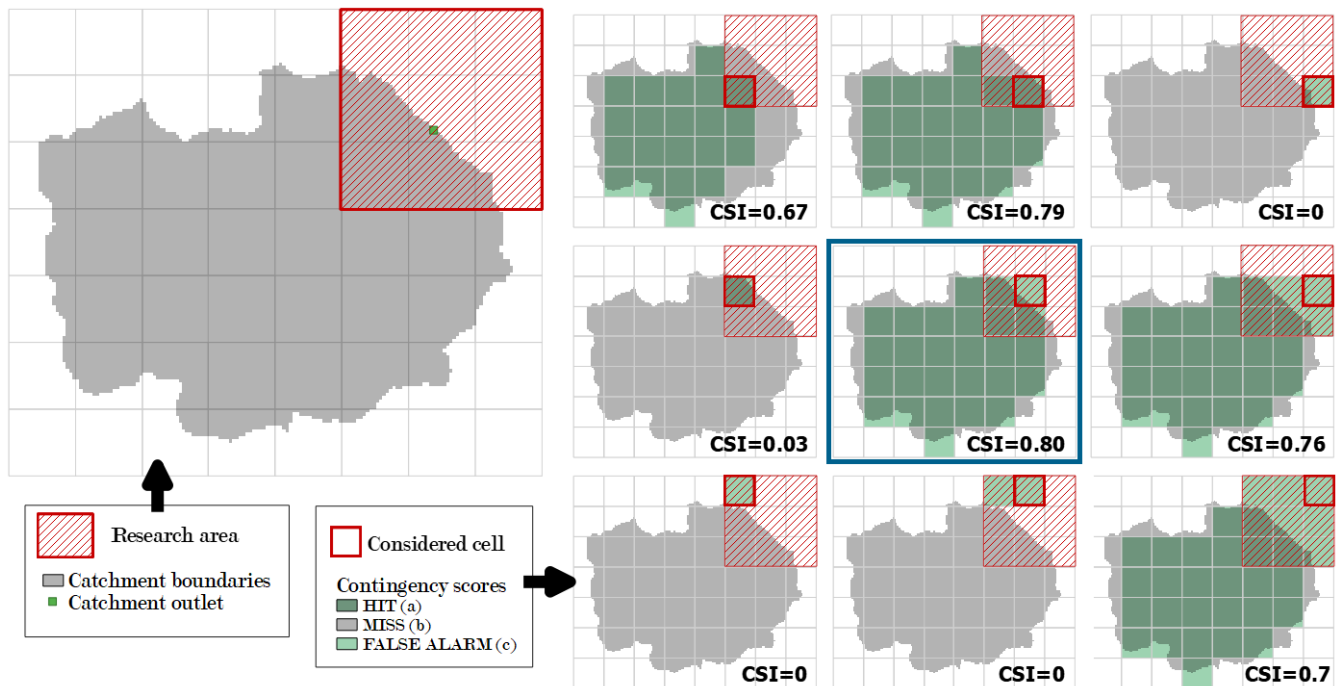 CSI=0.67
CSI=0.79
CSI=0
CSI=0.03
CSI=0.80
CSI=0.76
CSI=0
CSI=0
CSI=0.7
Research area
Catchment boundaries
Catchment outlet
Considered cell
Contingency scores
HIT (a)
MISS (b)
FALSE ALARM (c)